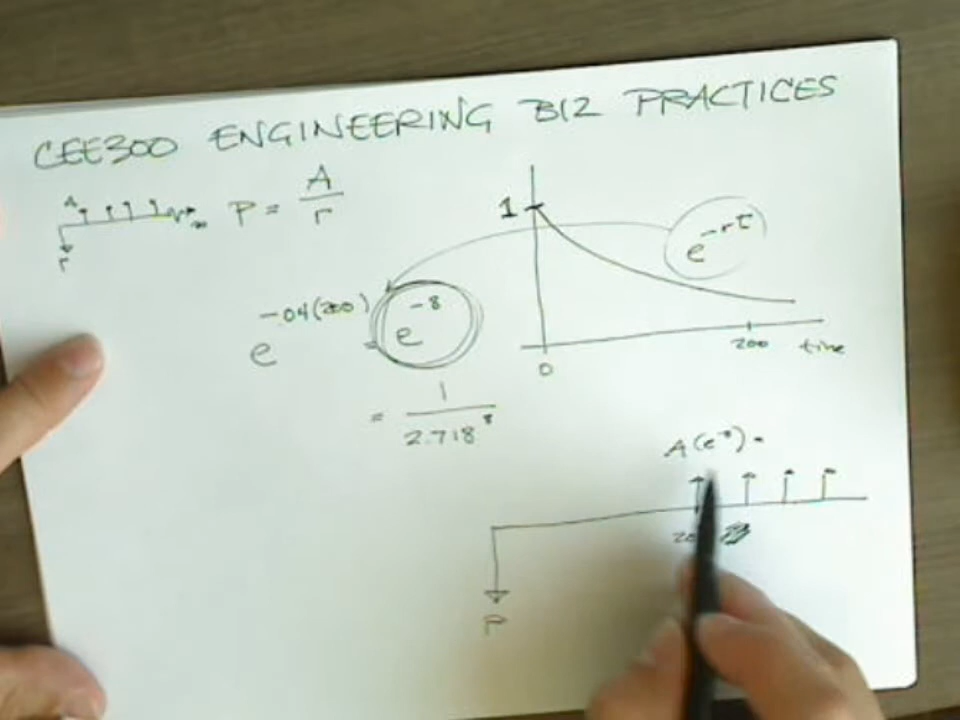 CEE300 ENGINEERING BIZ PRACTICES
A
P = A/r
∞
r
1
e^-rt
0
200
time
e^-.04(200) = e^-8
= 1/2.718^8
A(e^-8) =
P